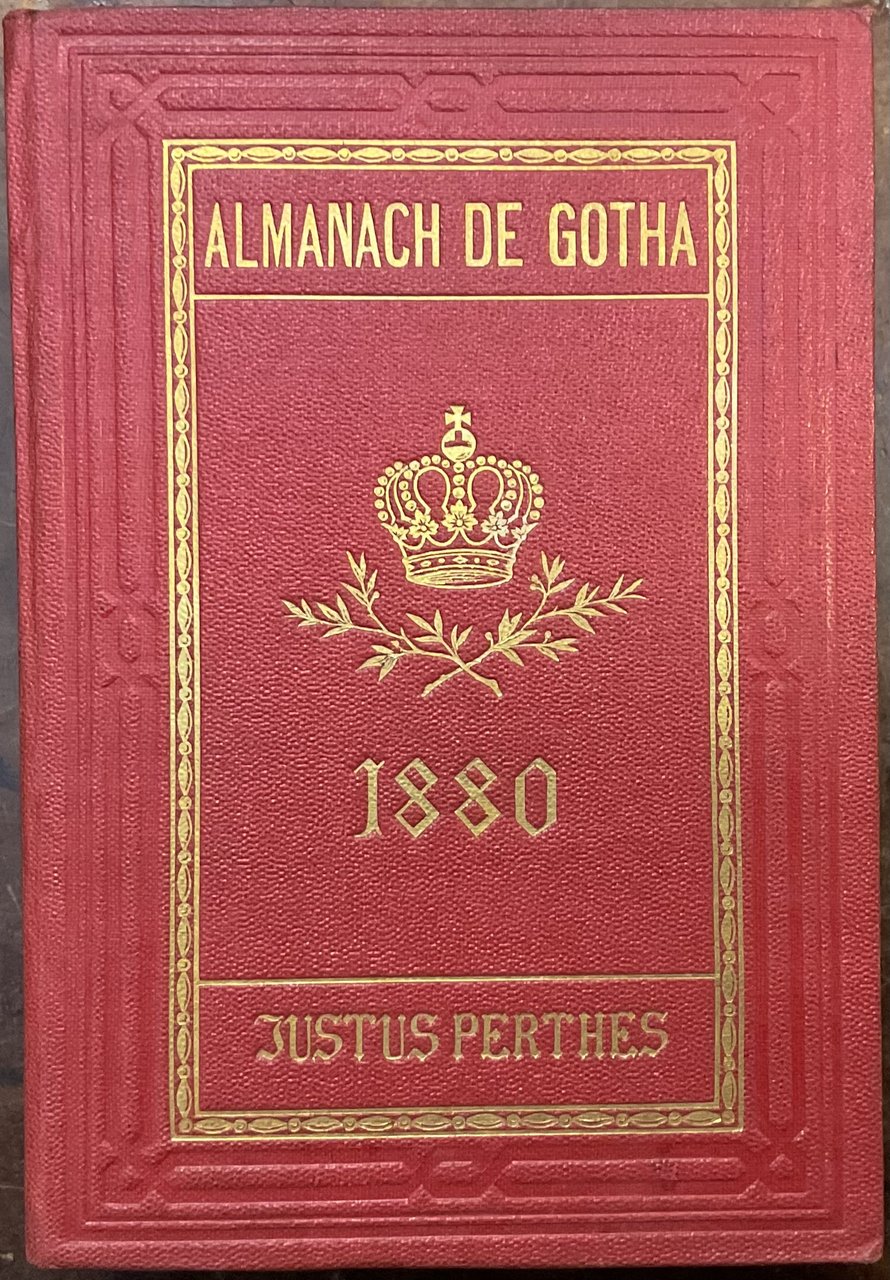 ALMANACH DE GOTHA
1880
JUSTUS PERTHES